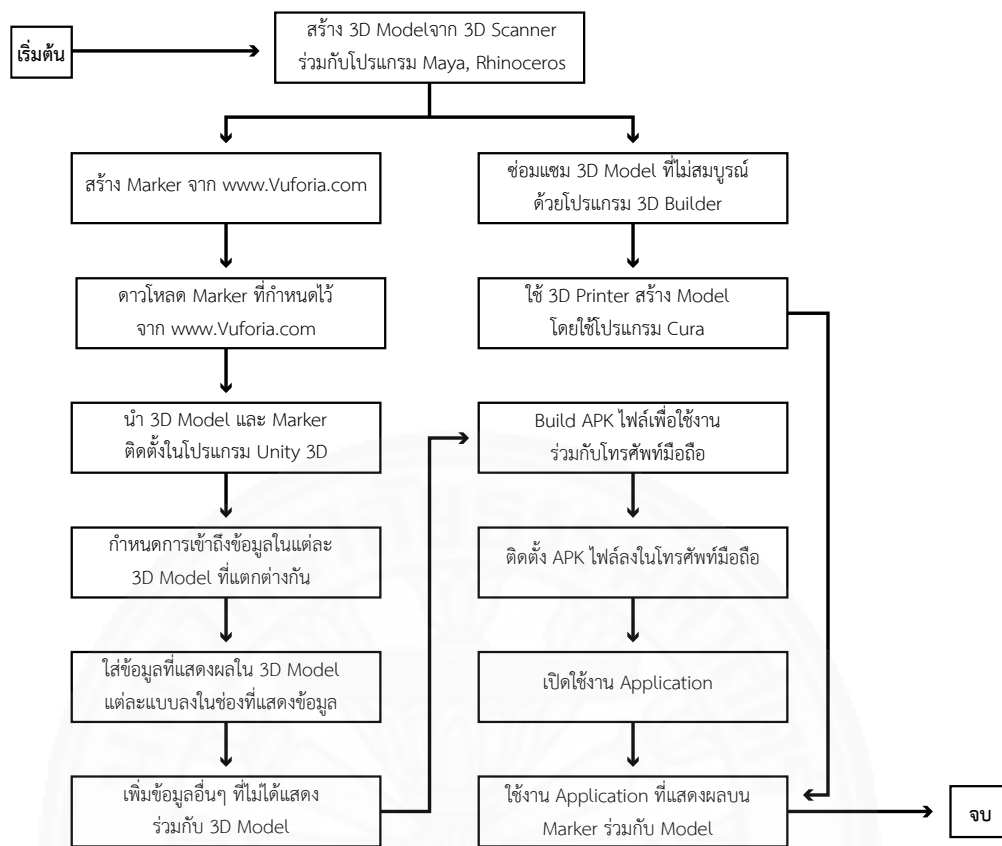 เริ่มต้น
สร้าง 3D Modelจาก 3D Scanner
ร่วมกับโปรแกรม Maya, Rhinoceros
สร้าง Marker จาก www.Vuforia.com
ดาวโหลด Marker ที่กำหนดไว้
จาก www.Vuforia.com
นำ 3D Model และ Marker
ติดตั้งในโปรแกรม Unity 3D
กำหนดการเข้าถึงข้อมูลในแต่ละ
3D Model ที่แตกต่างกัน
ใส่ข้อมูลที่แสดงผลใน 3D Model
แต่ละแบบลงในช่องที่แสดงข้อมูล
เพิ่มข้อมูลอื่นๆ ที่ไม่ได้แสดง
ร่วมกับ 3D Model
ซ่อมแซม 3D Model ที่ไม่สมบูรณ์
ด้วยโปรแกรม 3D Builder
ใช้ 3D Printer สร้าง Model
โดยใช้โปรแกรม Cura
Build APK ไฟล์เพื่อใช้งาน
ร่วมกับโทรศัพท์มือถือ
ติดตั้ง APK ไฟล์ลงในโทรศัพท์มือถือ
เปิดใช้งาน Application
ใช้งาน Application ที่แสดงผลบน
Marker ร่วมกับ Model
จบ